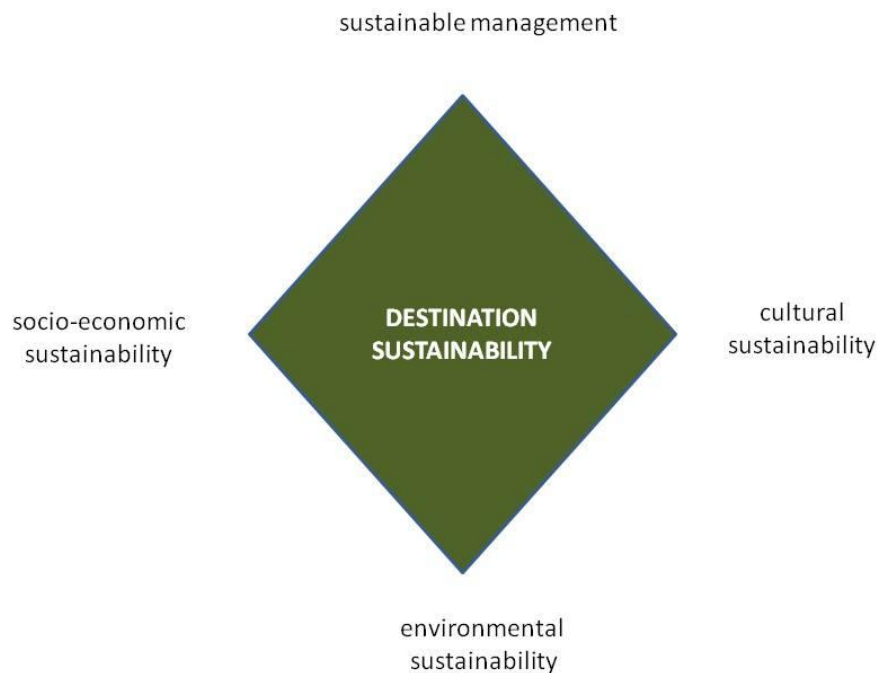 sustainable management
socio-economic
sustainability
DESTINATION
SUSTAINABILITY
cultural
sustainability
environmental
sustainability